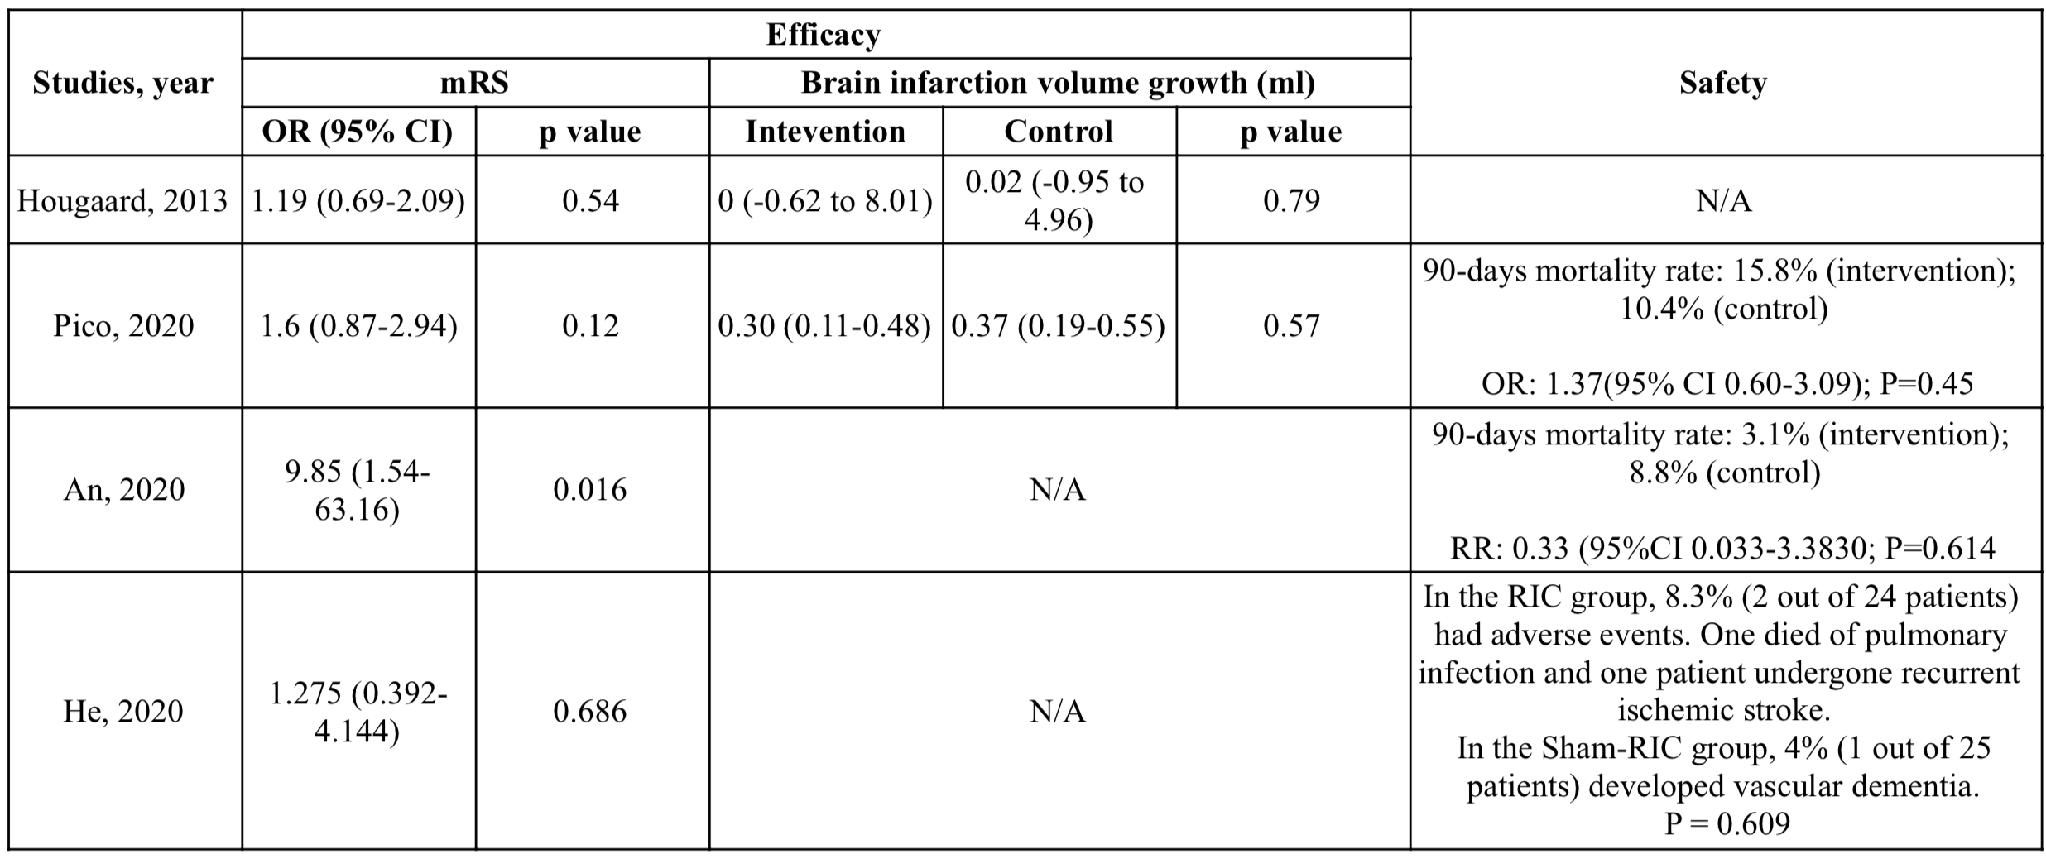 Studies, year
Efficacy
Safety
mRS
Brain infarction volume growth (ml)
OR (95% CI)
p value
Intevention
Control
p value
Hougaard, 2013
1.19 (0.69-2.09)
0.54
0 (-0.62 to 8.01)
0.02 (-0.95 to
4.96)
0.79
N/A
Pico, 2020
1.6 (0.87-2.94)
0.12
0.30 (0.11-0.48)
0.37 (0.19-0.55)
0.57
90-days mortality rate: 15.8% (intervention);
10.4% (control)
OR: 1.37(95% CI 0.60-3.09); P=0.45
An, 2020
9.85 (1.54-
63.16)
0.016
N/A
90-days mortality rate: 3.1% (intervention);
8.8% (control)
RR: 0.33 (95%CI 0.033-3.3830; P=0.614
He, 2020
1.275 (0.392-
4.144)
0.686
N/A
In the RIC group, 8.3% (2 out of 24 patients)
had adverse events. One died of pulmonary
infection and one patient undergone recurrent
ischemic stroke.
In the Sham-RIC group, 4% (1 out of 25
patients) developed vascular dementia.
P = 0.609